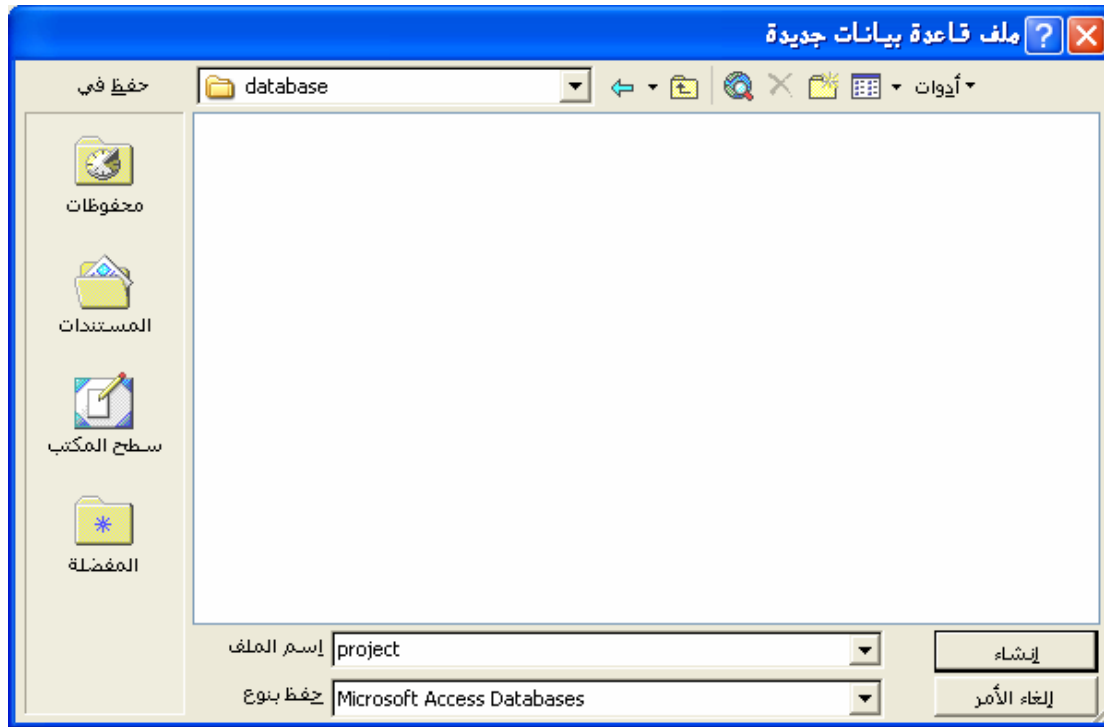 ملف قاعدة بيانات جديدة
حفظ في
database
أدوات
محفوظات
المستندات
سطح المكتب
المفضلة
إسم الملف
project
إنشاء
حفظ بنوع
Microsoft Access Databases
إلغاء الأمر